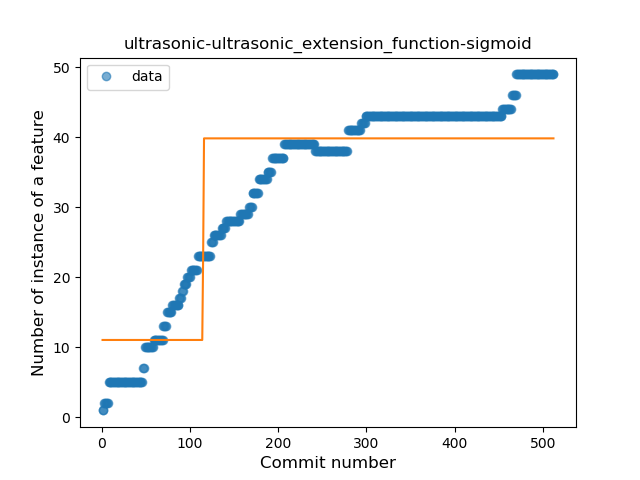 ultrasonic-ultrasonic_extension_function-sigmoid
data
Number of instance of a feature
50
40
30
20
10
0
0 100 200 300 400 500
Commit number